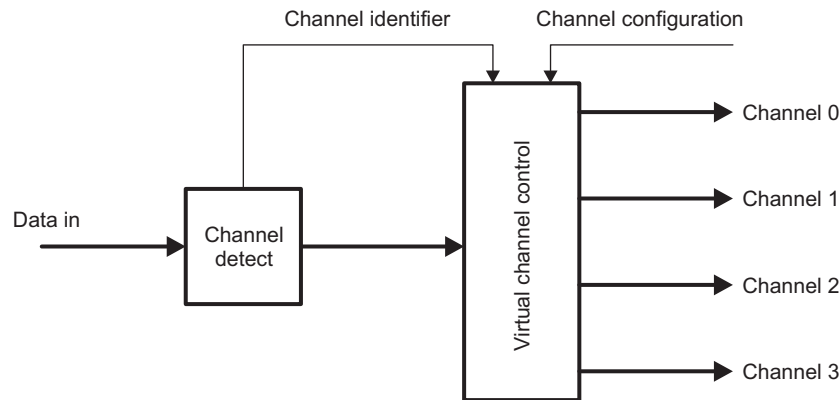 Channel identifier
Channel configuration
Channel 0
Channel 1
Data in
Channel
detect
Virtual channel control
Channel 2
Channel 3